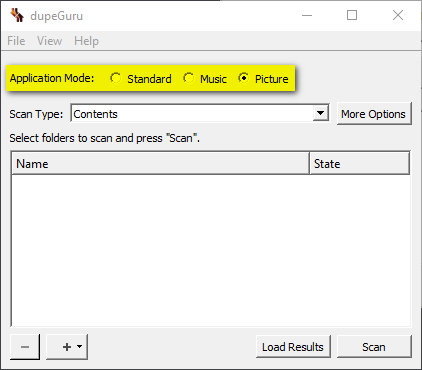 dupeGuru
File View Help
Application Mode: Standard Music Picture
Scan Type: Contents More Options
Select folders to scan and press "Scan".
Name State
Load Results Scan